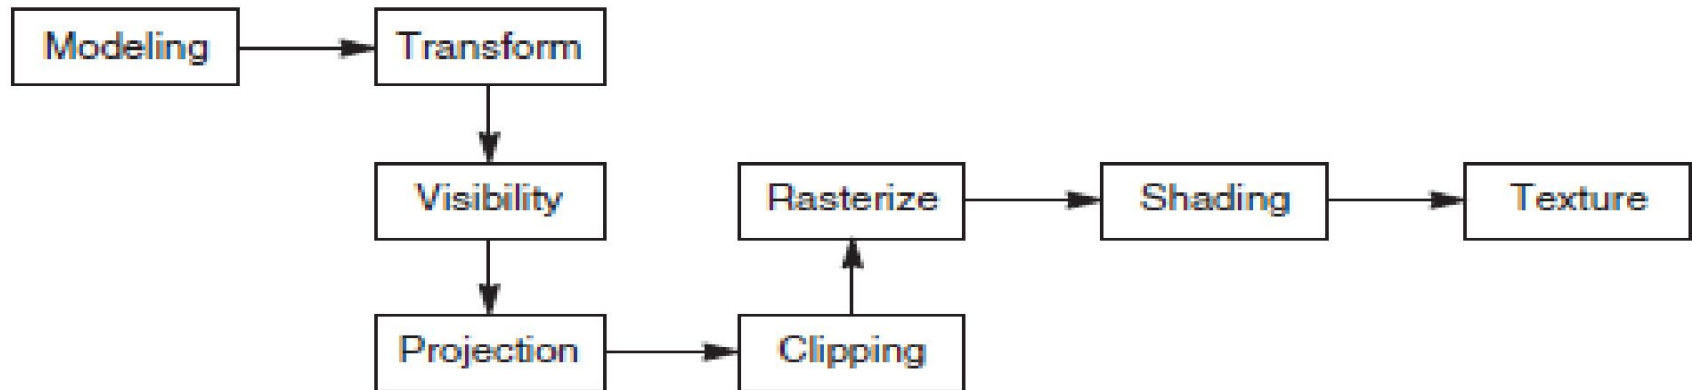 Modeling
Transform
Visibility
Projection
Clipping
Rasterize
Shading
Texture